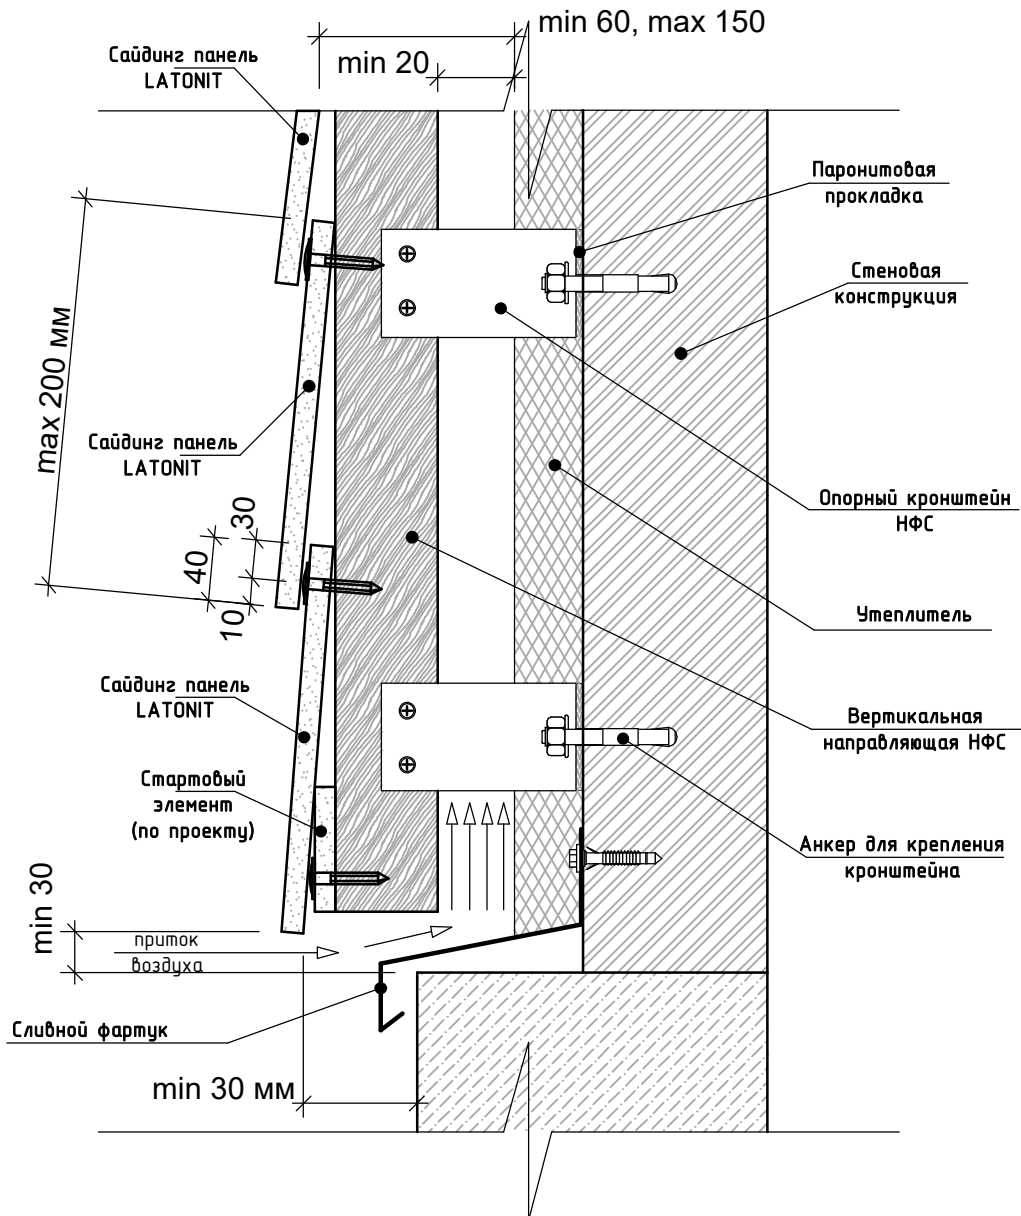 min 60, max 150
Сайдинг панель
LATONIT
min 20
Паронитовая
прокладка
Стеновая
конструкция
max 200 мм
Сайдинг панель
LATONIT
Опорный кронштейн
НФС
30
40
10
Утеплитель
Сайдинг панель
LATONIT
Вертикальная
направляющая НФС
Стартовый
элемент
(по проекту)
Анкер для крепления
кронштейна
min 30
приток
воздуха
Сливной фартук
min 30 мм